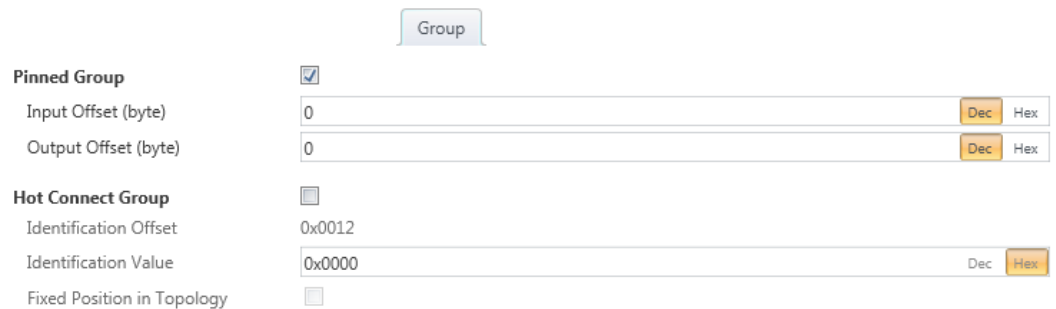 Group
Pinned Group
Input Offset (byte) 0 Dec Hex
Output Offset (byte) 0 Dec Hex
Hot Connect Group
Identification Offset 0x0012
Identification Value 0x0000 Dec Hex
Fixed Position in Topology